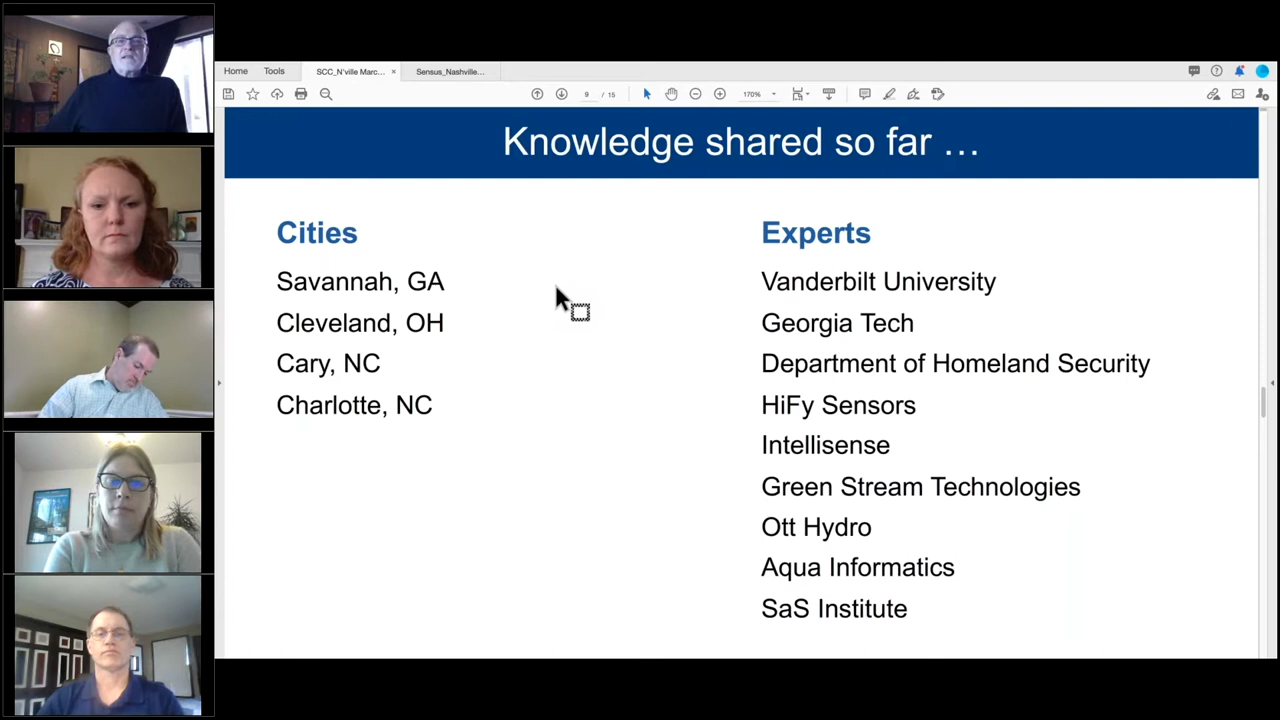 Home Tools SCC_N'ville Marc... × Sensus_Nashville...
9 / 15 170%
Knowledge shared so far ...
Cities
Savannah, GA
Cleveland, OH
Cary, NC
Charlotte, NC
Experts
Vanderbilt University
Georgia Tech
Department of Homeland Security
HiFy Sensors
Intellisense
Green Stream Technologies
Ott Hydro
Aqua Informatics
SaS Institute